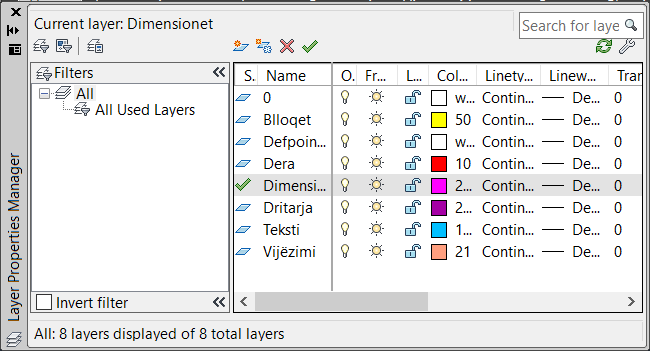 Current layer: Dimensionet
Search for laye
Filters
All
All Used Layers
Invert filter
S. Name O. Fr... L... Col... Linety... Linew... Tran
0 w... Contin... De... 0
Blloqet 50 Contin... De... 0
Defpoin... w... Contin... De... 0
Dera 10 Contin... De... 0
Dimensi... 2... Contin... De... 0
Dritarja 2... Contin... De... 0
Teksti 1... Contin... De... 0
Vijëzimi 21 Contin... De... 0
All: 8 layers displayed of 8 total layers
Layer Properties Manager